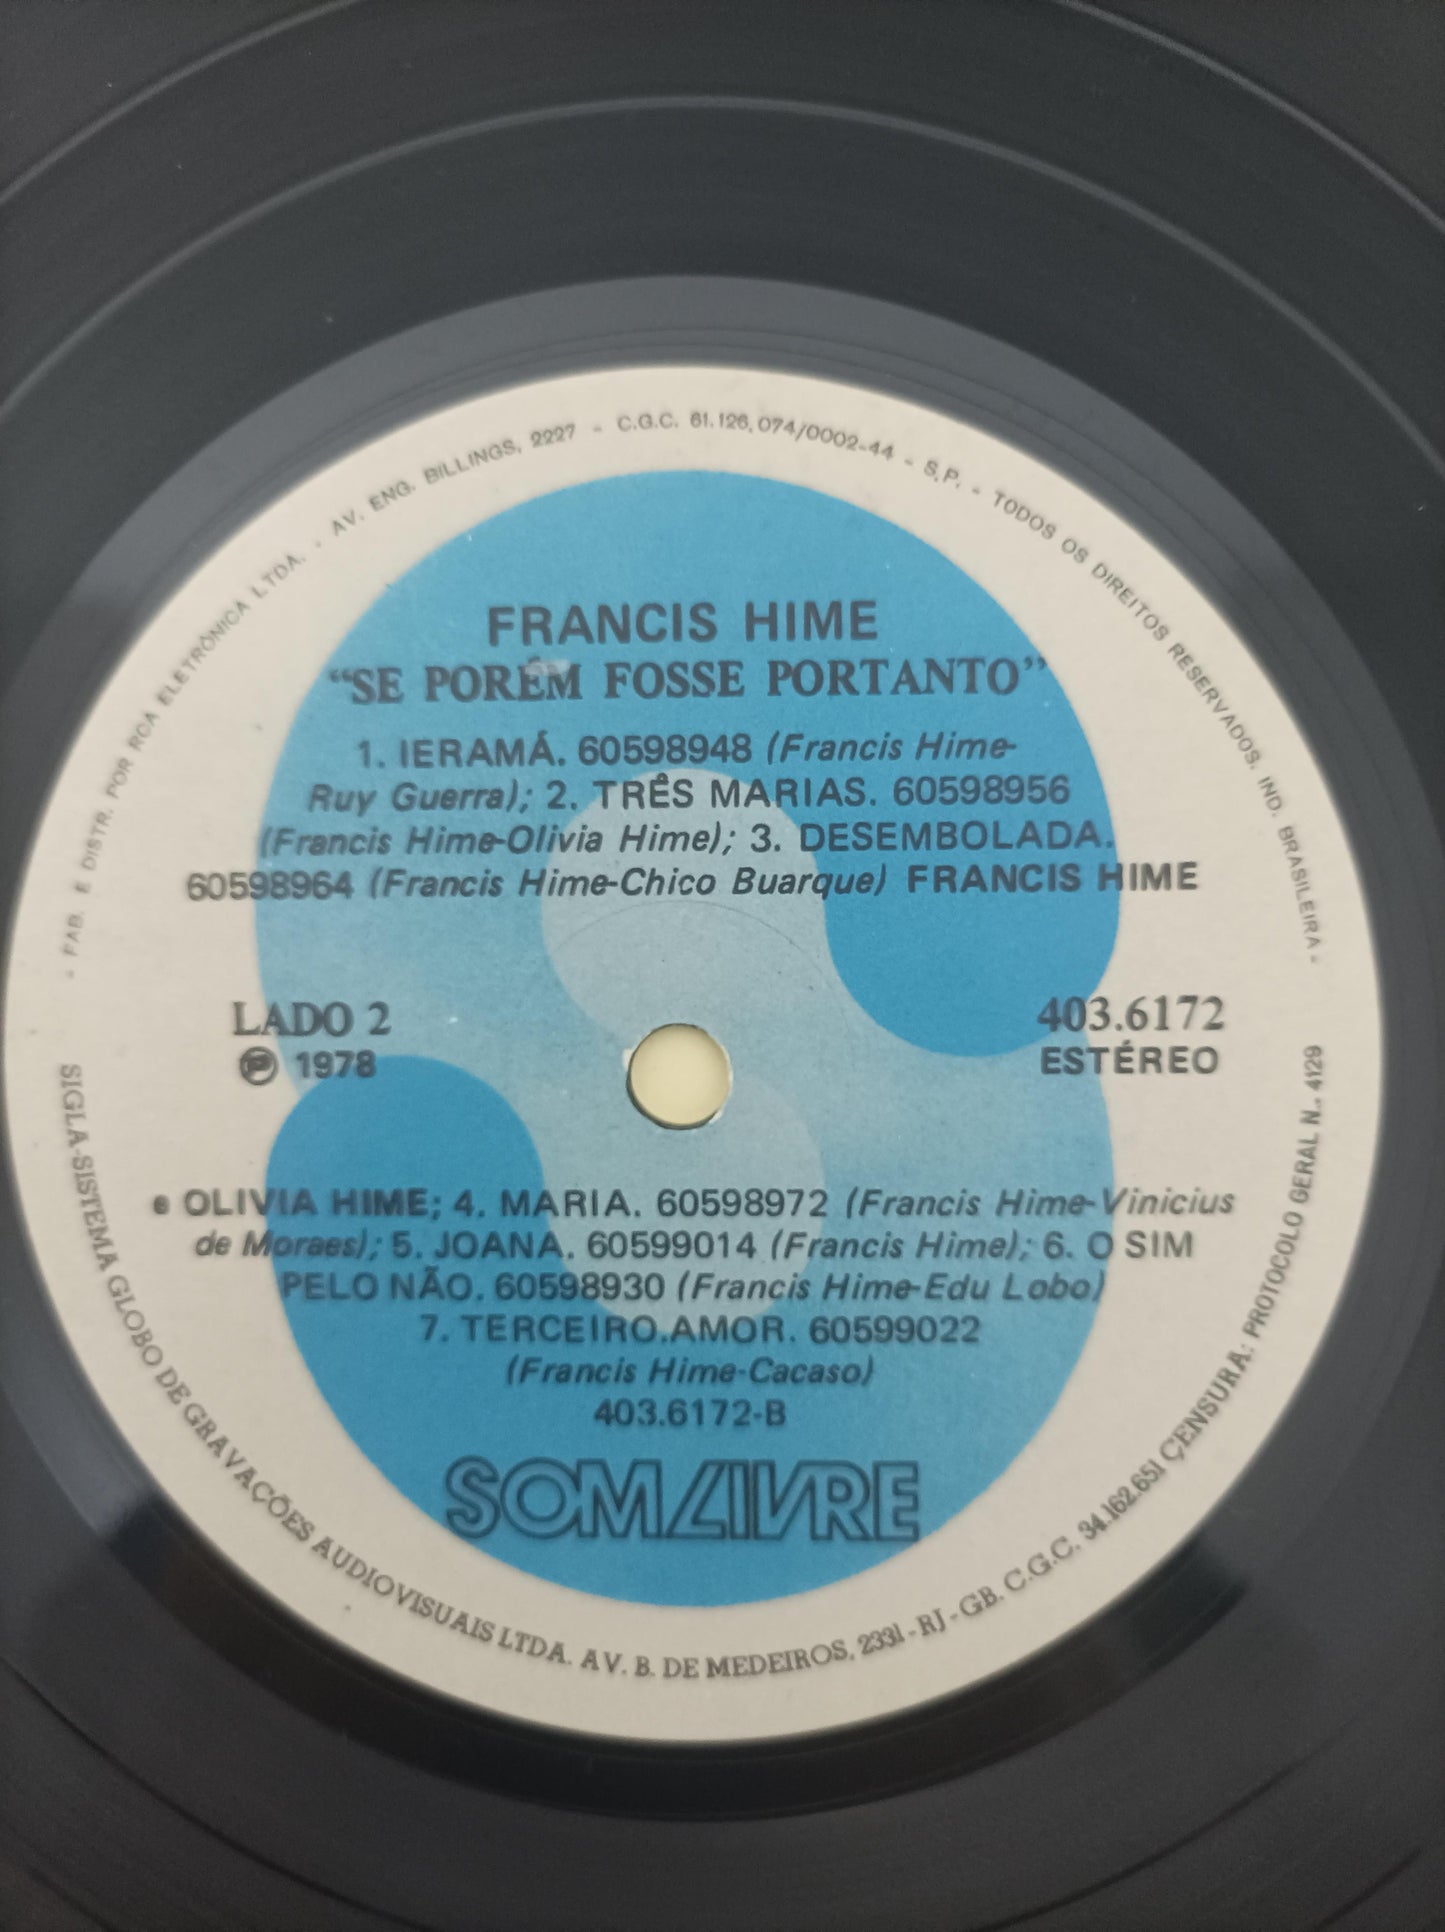 - FAB. E DISTR. POR RCA ELETRÔNICA LTDA. - AV. ENG. BILLINGS, 2227 - C.G.C. 61.126.074/0002-44 - S.P. - TODOS OS DIREITOS RESERVADOS. IND. BRASILEIRA -
FRANCIS HIME
“SE PORÉM FOSSE PORTANTO”
1. IERAMÁ. 60598948 (Francis Hime-
Ruy Guerra); 2. TRÊS MARIAS. 60598956
(Francis Hime-Olivia Hime); 3. DESEMBOLADA.
60598964 (Francis Hime-Chico Buarque) FRANCIS HIME
LADO 2
Ⓟ 1978
403.6172
ESTÉREO
e OLIVIA HIME; 4. MARIA. 60598972 (Francis Hime-Vinicius
de Moraes); 5. JOANA. 60599014 (Francis Hime); 6. O SIM
PELO NÃO. 60598930 (Francis Hime-Edu Lobo)
7. TERCEIRO.AMOR. 60599022
(Francis Hime-Cacaso)
403.6172-B
SOM LIVRE
SIGLA-SISTEMA GLOBO DE GRAVAÇÕES AUDIOVISUAIS LTDA. AV. B. DE MEDEIROS, 2331 - RJ - GB. C.G.C. 34.162.651 ÇENSURA: PROTOCOLO GERAL N.. 4129